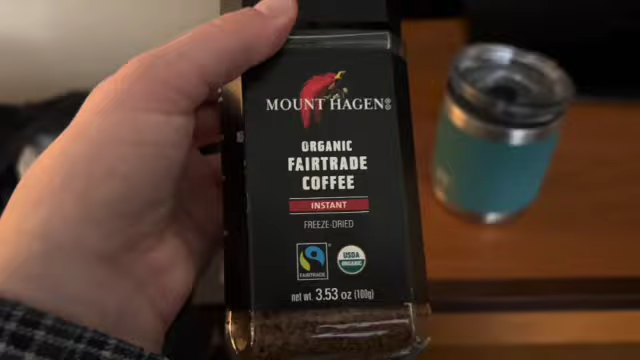 MOUNT HAGEN®
ORGANIC
FAIRTRADE
COFFEE
INSTANT
FREEZE-DRIED
FAIRTRADE
USDA
ORGANIC
net wt. 3.53 oz (100g)